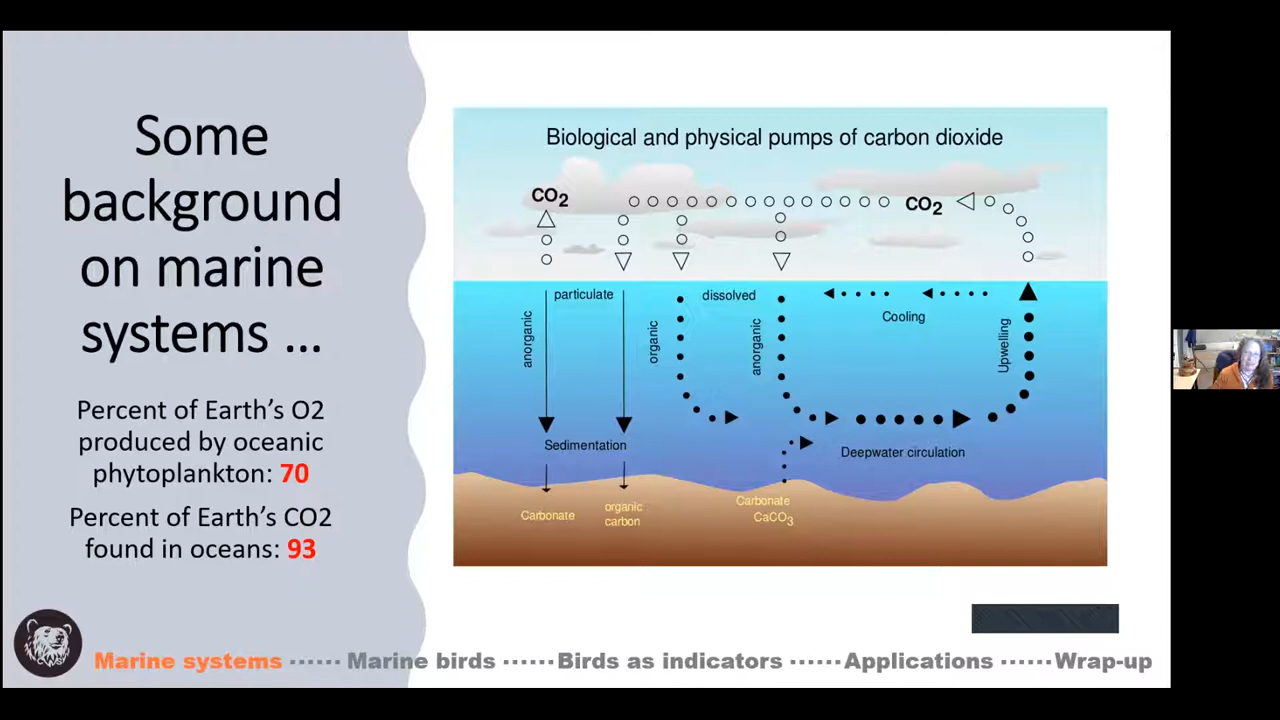 Some
background
on marine
systems ...
Percent of Earth's O2
produced by oceanic
phytoplankton: 70
Percent of Earth's CO2
found in oceans: 93
Biological and physical pumps of carbon dioxide
CO2
CO2
particulate
dissolved
anorganic
organic
anorganic
Cooling
Upwelling
Sedimentation
Deepwater circulation
Carbonate
organic
carbon
Carbonate
CaCO3
Marine systems ...... Marine birds ...... Birds as indicators ...... Applications ...... Wrap-up